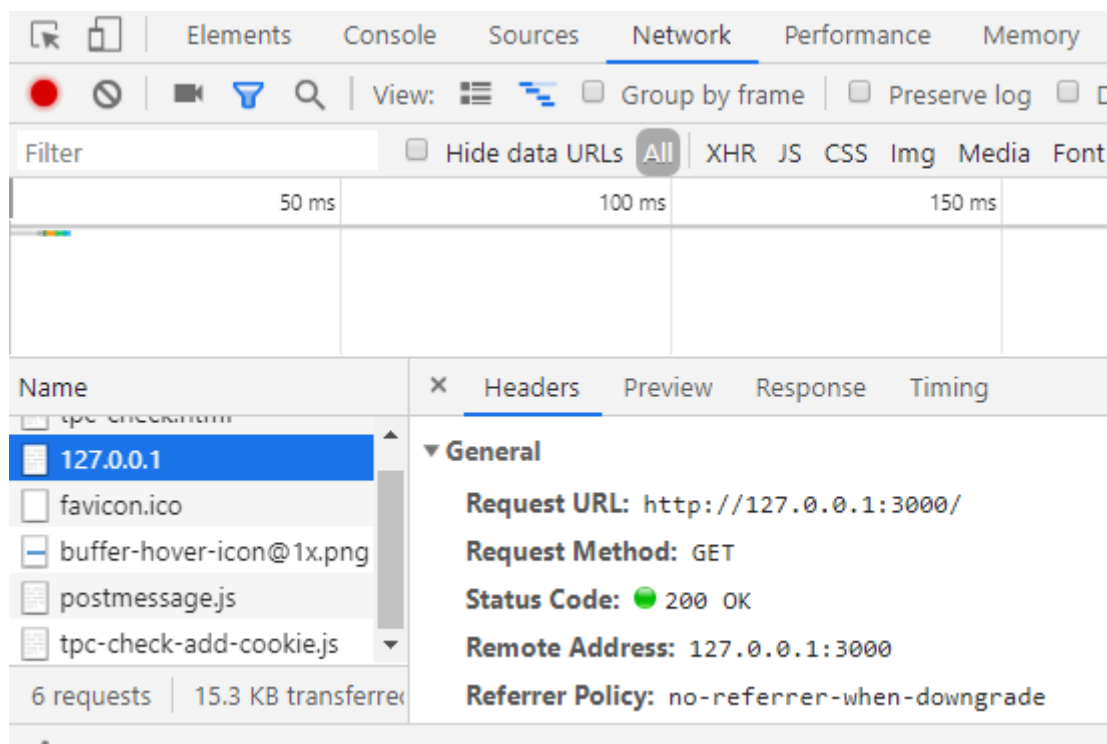 Elements Console Sources Network Performance Memory
View: Group by frame Preserve log
Filter Hide data URLs All XHR JS CSS Img Media Font
50 ms 100 ms 150 ms
Name × Headers Preview Response Timing
tpc-check.html
127.0.0.1
favicon.ico
buffer-hover-icon@1x.png
postmessage.js
tpc-check-add-cookie.js
6 requests 15.3 KB transferred
▼ General
Request URL: http://127.0.0.1:3000/
Request Method: GET
Status Code: 200 OK
Remote Address: 127.0.0.1:3000
Referrer Policy: no-referrer-when-downgrade